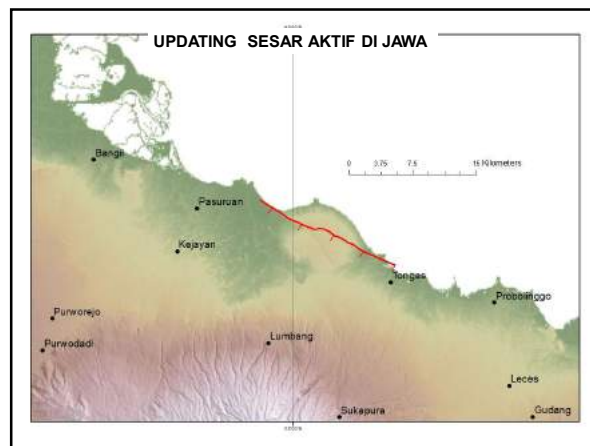 UPDATING SESAR AKTIF DI JAWA
Bangil
0 3.75 7.5 15 Kilometers
Pasuruan
Kejayan
Tongas
Probolinggo
Purworejo
Lumbang
Purwodadi
Leces
Sukapura
Gudang